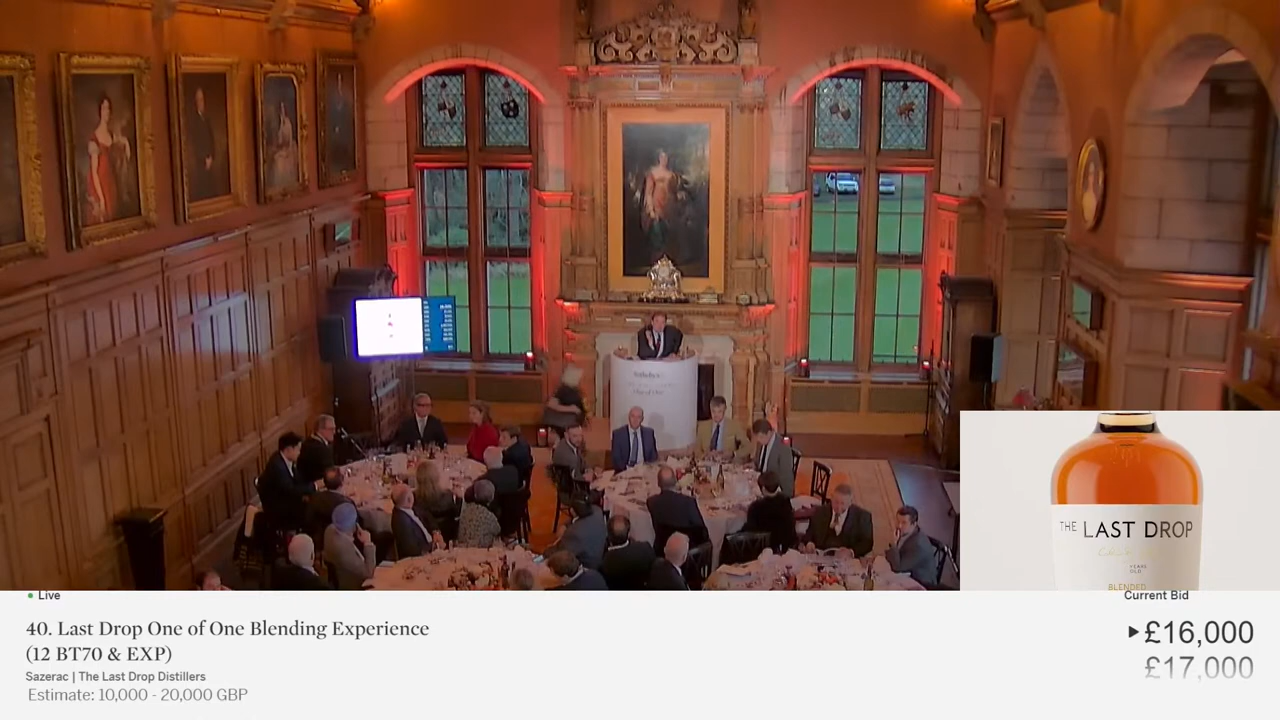 Sotheby's
THE LAST DROP
YEARS
OLD
BLENDED
Live
Current Bid
40. Last Drop One of One Blending Experience
(12 BT70 & EXP)
Sazerac | The Last Drop Distillers
Estimate: 10,000 - 20,000 GBP
£16,000
£17,000